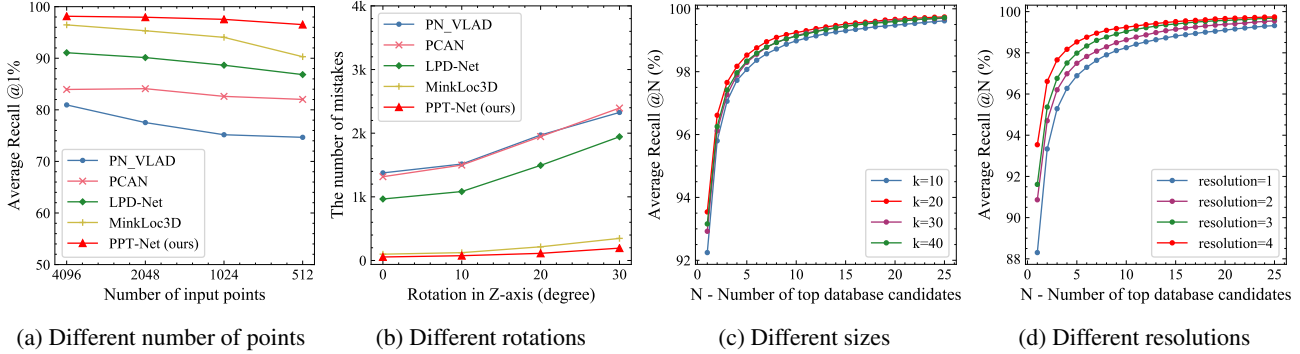 Average Recall @1%
100
90
80
70
60
50
PN_VLAD
PCAN
LPD-Net
MinkLoc3D
PPT-Net (ours)
4096
2048
1024
512
Number of input points
(a) Different number of points
The number of mistakes
4k
3k
2k
1k
0
PN_VLAD
PCAN
LPD-Net
MinkLoc3D
PPT-Net (ours)
0
10
20
30
Rotation in Z-axis (degree)
(b) Different rotations
Average Recall @N (%)
100
98
96
94
92
k=10
k=20
k=30
k=40
0
5
10
15
20
25
N - Number of top database candidates
(c) Different sizes
Average Recall @N (%)
100
98
96
94
92
90
88
resolution=1
resolution=2
resolution=3
resolution=4
0
5
10
15
20
25
N - Number of top database candidates
(d) Different resolutions